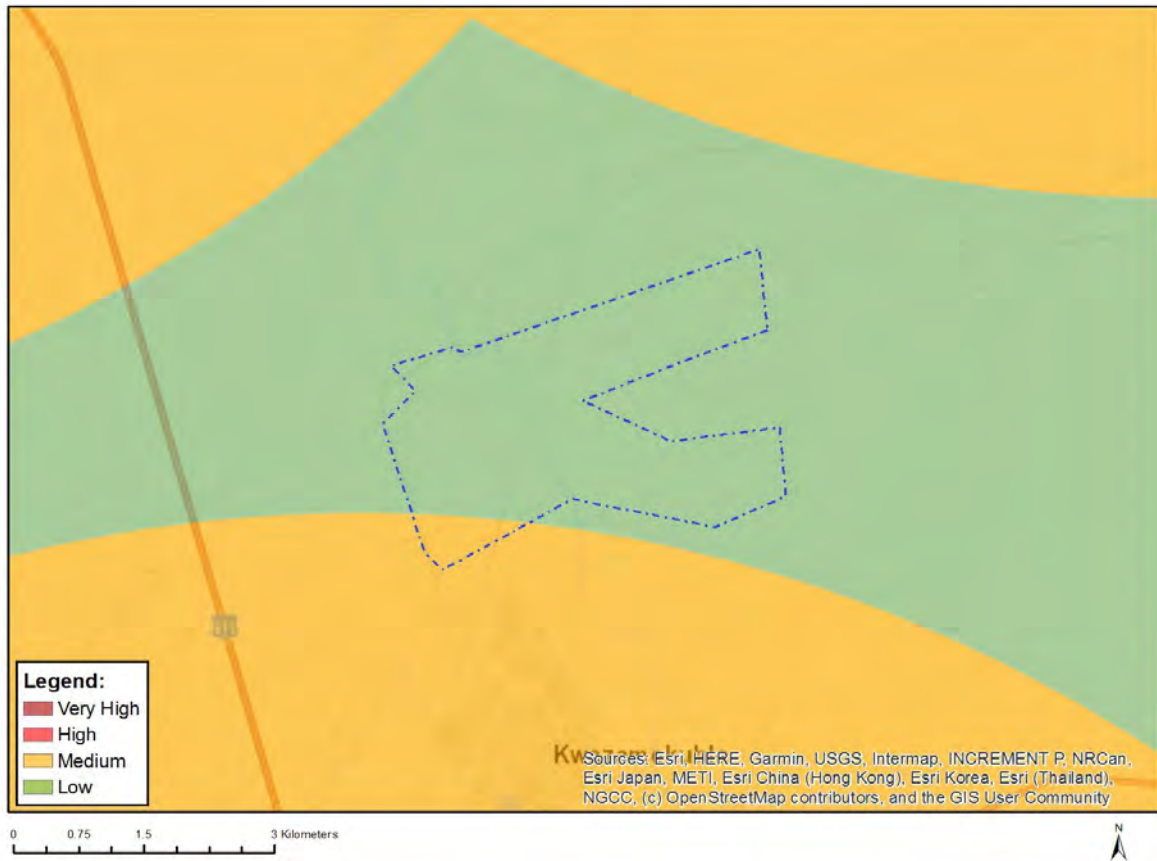 Legend:
Very High
High
Medium
Low
Sources: Esri, HERE, Garmin, USGS, Intermap, INCREMENT P, NRCan,
Esri Japan, METI, Esri China (Hong Kong), Esri Korea, Esri (Thailand),
NGCC, (c) OpenStreetMap contributors, and the GIS User Community
0 0.75 1.5 3 Kilometers
N